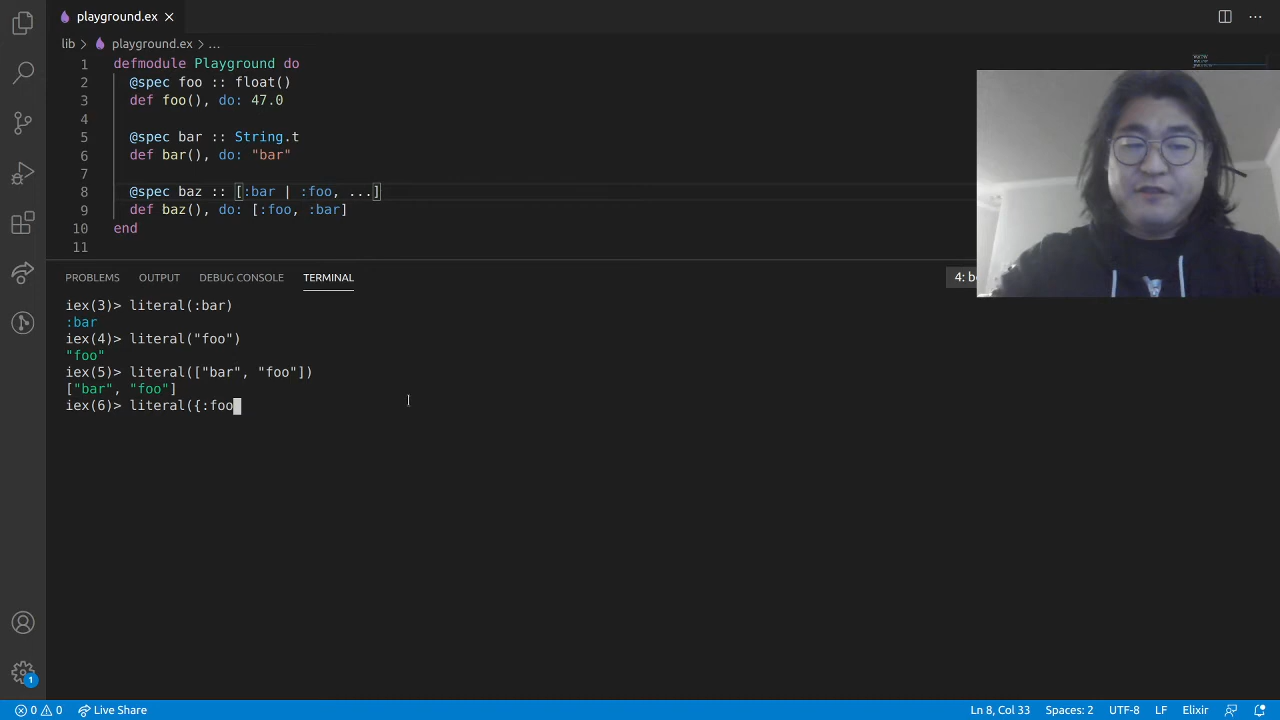 playground.ex
lib > playground.ex > ...
1 defmodule Playground do
2 @spec foo :: float()
3 def foo(), do: 47.0
4
5 @spec bar :: String.t
6 def bar(), do: "bar"
7
8 @spec baz :: [:bar | :foo, ...]
9 def baz(), do: [:foo, :bar]
10 end
11
PROBLEMS OUTPUT DEBUG CONSOLE TERMINAL 4:
iex(3)> literal(:bar)
:bar
iex(4)> literal("foo")
"foo"
iex(5)> literal(["bar", "foo"])
["bar", "foo"]
iex(6)> literal({:foo
1
0 0 Live Share Ln 8, Col 33 Spaces: 2 UTF-8 LF Elixir